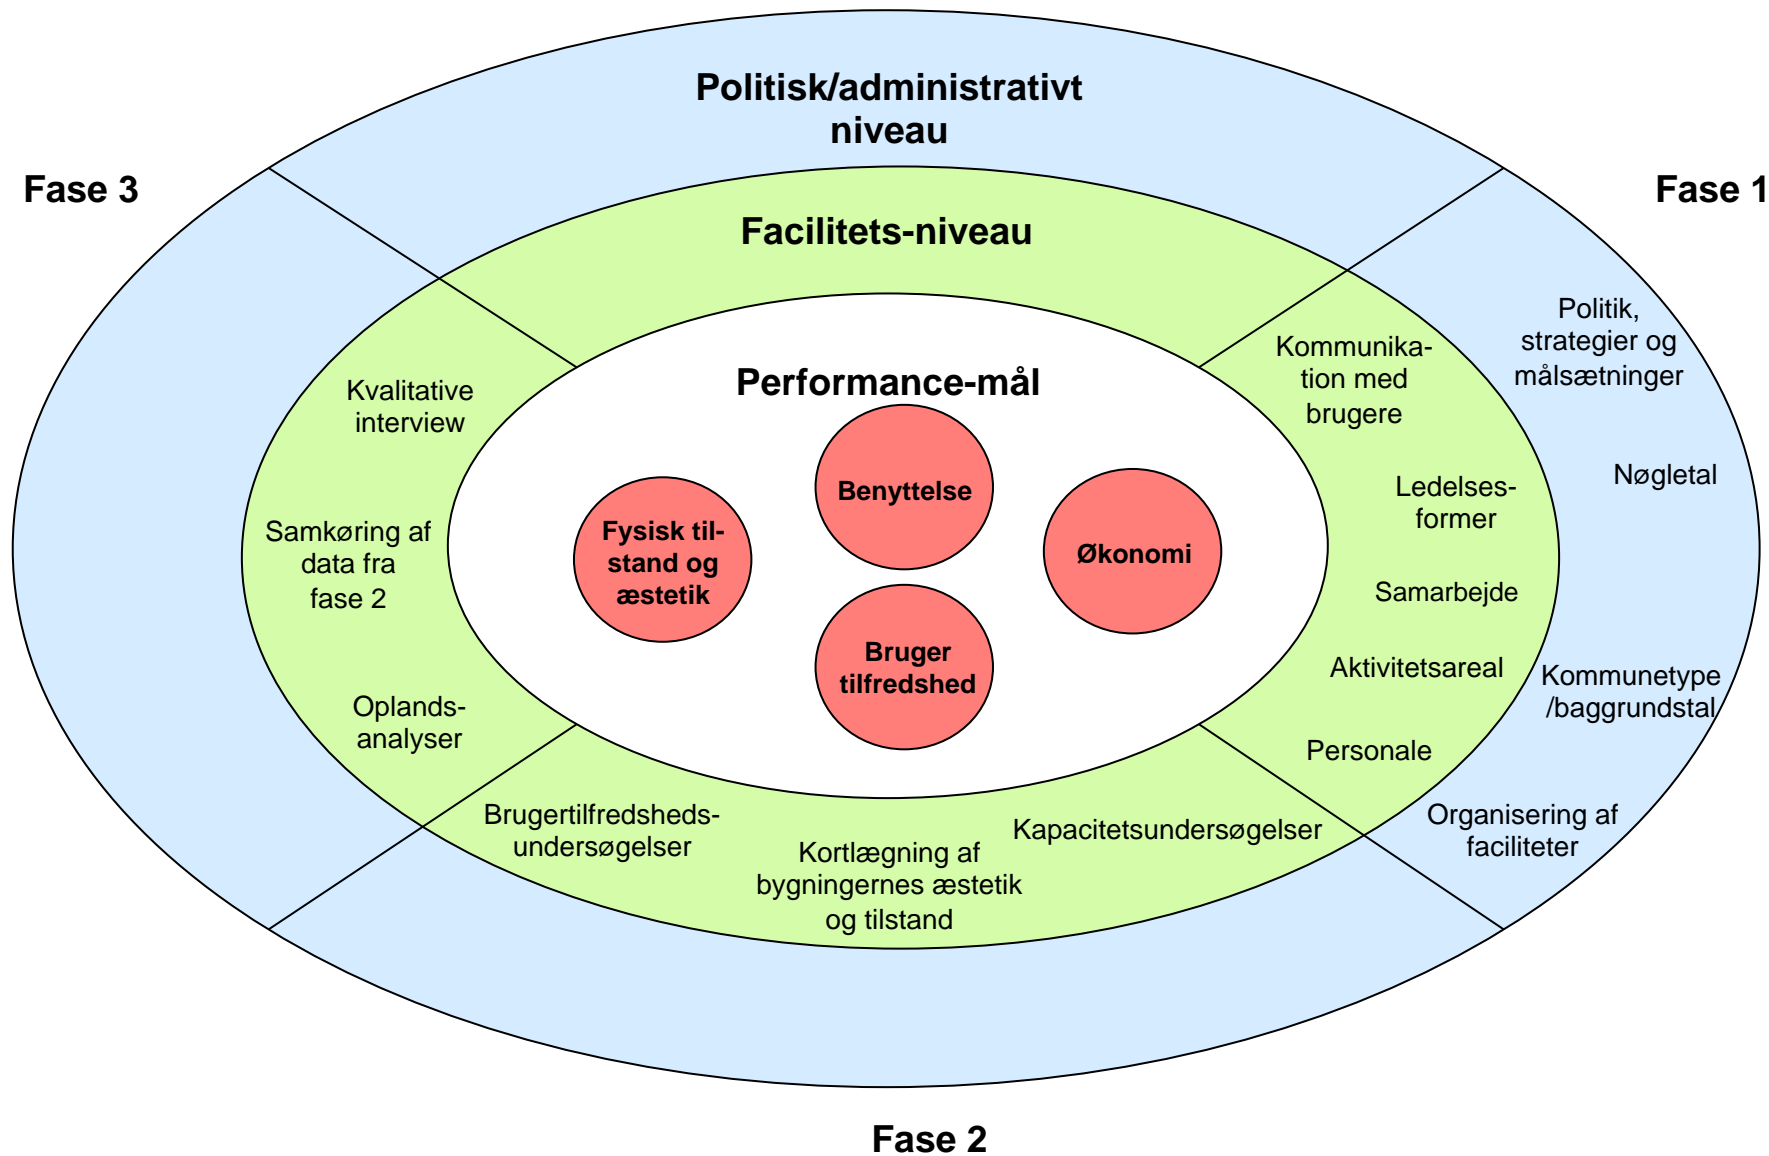 Politisk/administrativt
niveau
Fase 3
Fase 1
Facilitets-niveau
Politik,
strategier og
målsætninger
Kommunika-
tion med
brugere
Kvalitative
interview
Performance-mål
Nøgletal
Benyttelse
Ledelses-
former
Fysisk til-
stand og
æstetik
Økonomi
Samkøring af
data fra
fase 2
Samarbejde
Bruger
tilfredshed
Aktivitetsareal
Kommunetype
/baggrundstal
Oplands-
analyser
Personale
Brugertilfredsheds-
undersøgelser
Kortlægning af
bygningernes æstetik
og tilstand
Kapacitetsundersøgelser
Organisering af
faciliteter
Fase 2